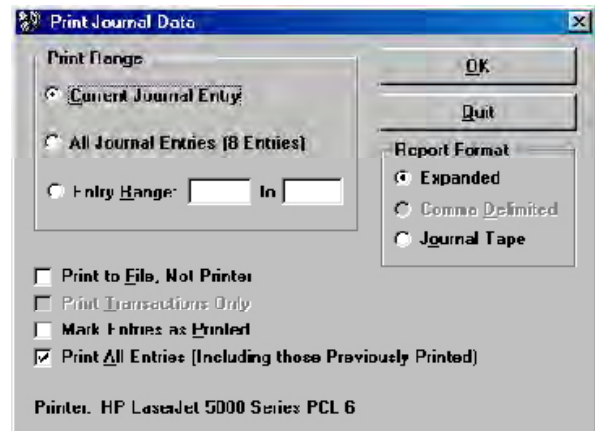 Print Journal Data
Print Range
Current Journal Entry
All Journal Entries (8 Entries)
Entry Range: to
OK
Quit
Report Format
Expanded
Comma Delimited
Journal Tape
Print to File, Not Printer
Print Transactions Only
Mark Entries as Printed
Print All Entries (Including those Previously Printed)
Printer. HP LaserJet 5000 Series PCL 6